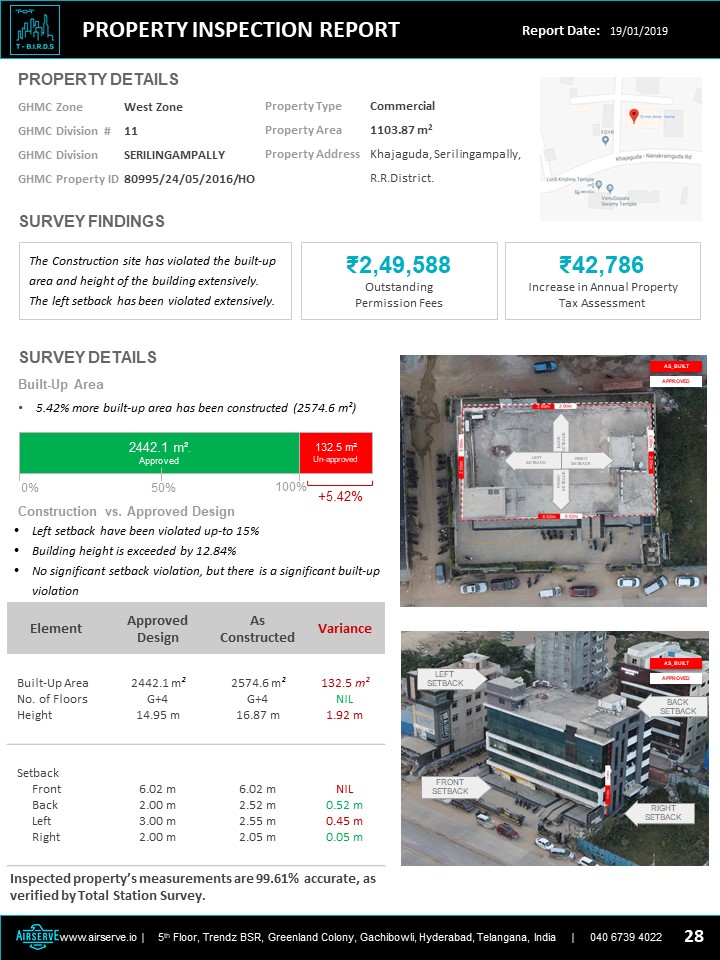 T-B.I.R.D.S
PROPERTY INSPECTION REPORT
Report Date: 19/01/2019
PROPERTY DETAILS
GHMC Zone West Zone
GHMC Division # 11
GHMC Division SERILINGAMPALLY
GHMC Property ID 80995/24/05/2016/HO
Property Type Commercial
Property Area 1103.87 m²
Property Address Khajaguda, Serilingampally,
R.R.District.
Khajaguda - Nanakramguda Rd
Lord Krishna Temple
VenuGopala
Swamy Temple
SURVEY FINDINGS
The Construction site has violated the built-up
area and height of the building extensively.
The left setback has been violated extensively.
₹2,49,588
Outstanding
Permission Fees
₹42,786
Increase in Annual Property
Tax Assessment
SURVEY DETAILS
Built-Up Area
• 5.42% more built-up area has been constructed (2574.6 m²)
2442.1 m².
Approved
132.5 m²
Un-approved
0%
50%
100%
+5.42%
Construction vs. Approved Design
• Left setback have been violated up-to 15%
• Building height is exceeded by 12.84%
• No significant setback violation, but there is a significant built-up
violation
Element Approved Design As Constructed Variance
Built-Up Area 2442.1 m² 2574.6 m² 132.5 m²
No. of Floors G+4 G+4 NIL
Height 14.95 m 16.87 m 1.92 m
Setback
Front 6.02 m 6.02 m NIL
Back 2.00 m 2.52 m 0.52 m
Left 3.00 m 2.55 m 0.45 m
Right 2.00 m 2.05 m 0.05 m
Inspected property's measurements are 99.61% accurate, as
verified by Total Station Survey.
AS_BUILT
APPROVED
BACK SETBACK
LEFT SETBACK
RIGHT SETBACK
FRONT SETBACK
AS_BUILT
APPROVED
LEFT SETBACK
BACK SETBACK
FRONT SETBACK
RIGHT SETBACK
AIRSERVE
www.airserve.io | 5th Floor, Trendz BSR, Greenland Colony, Gachibowli, Hyderabad, Telangana, India | 040 6739 4022
28